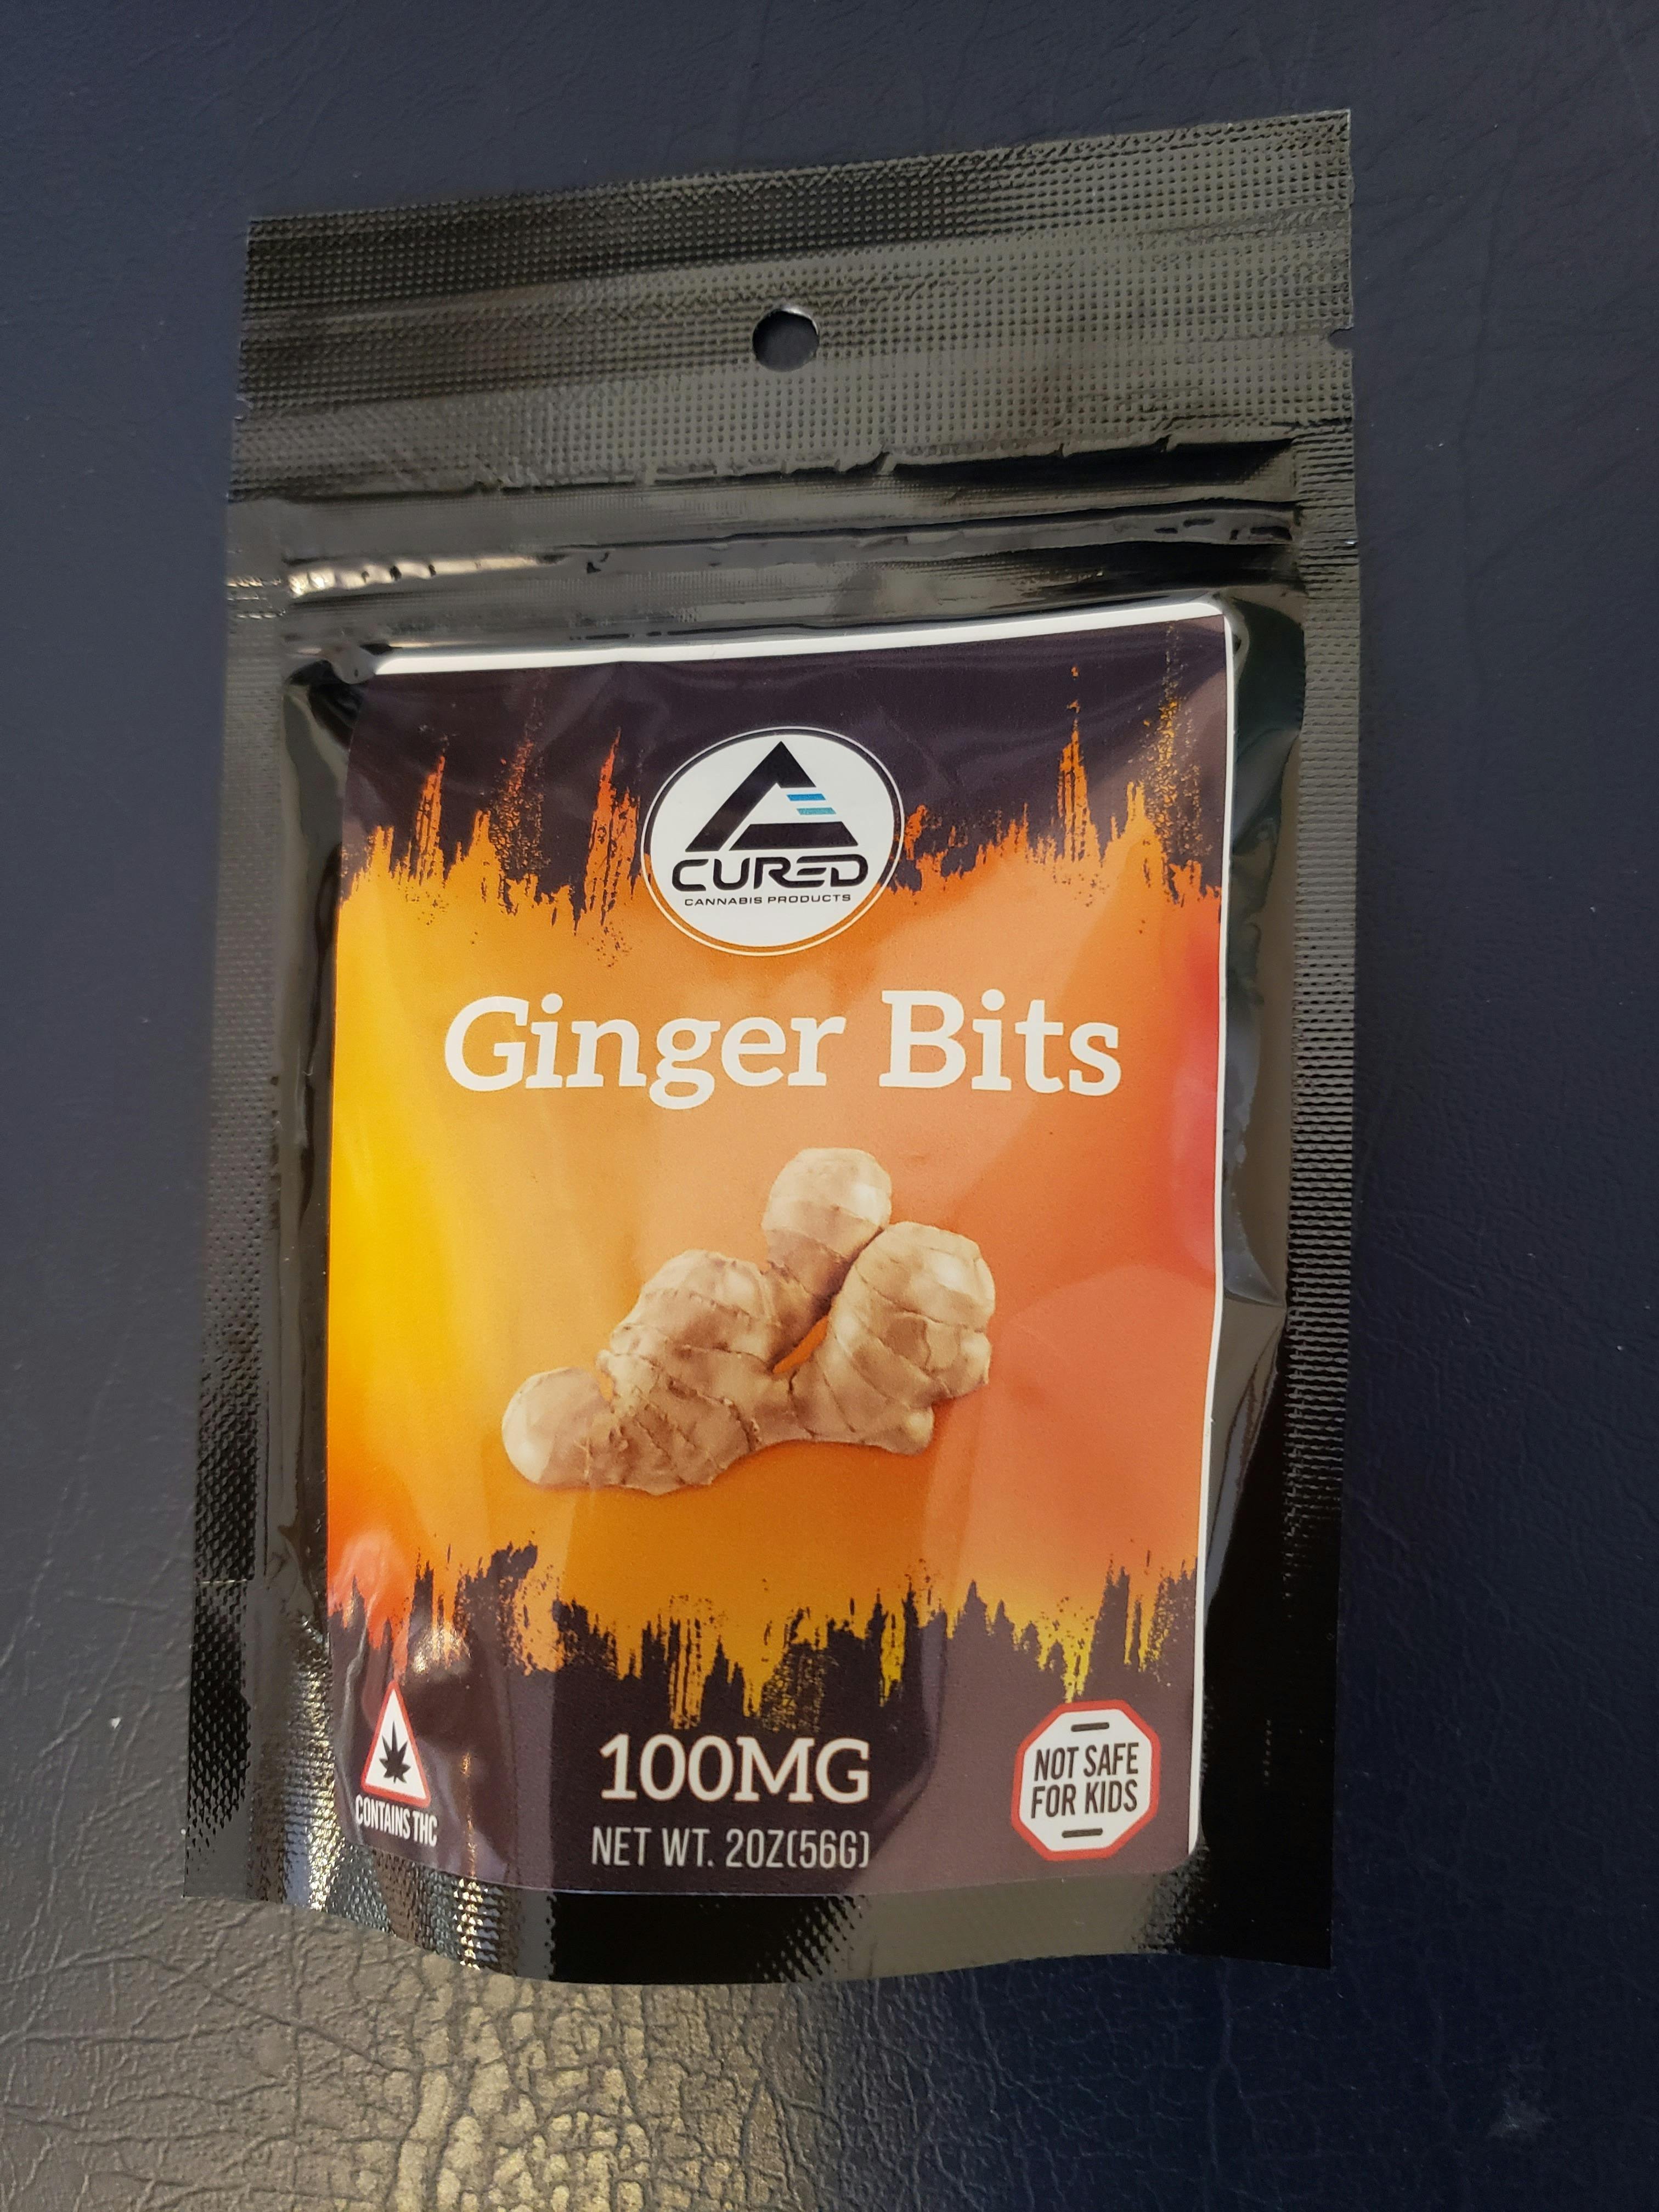 CURED
CANNABIS PRODUCTS
Ginger Bits
100MG
NET WT. 2OZ(56G)
CONTAINS THC
NOT SAFE
FOR KIDS